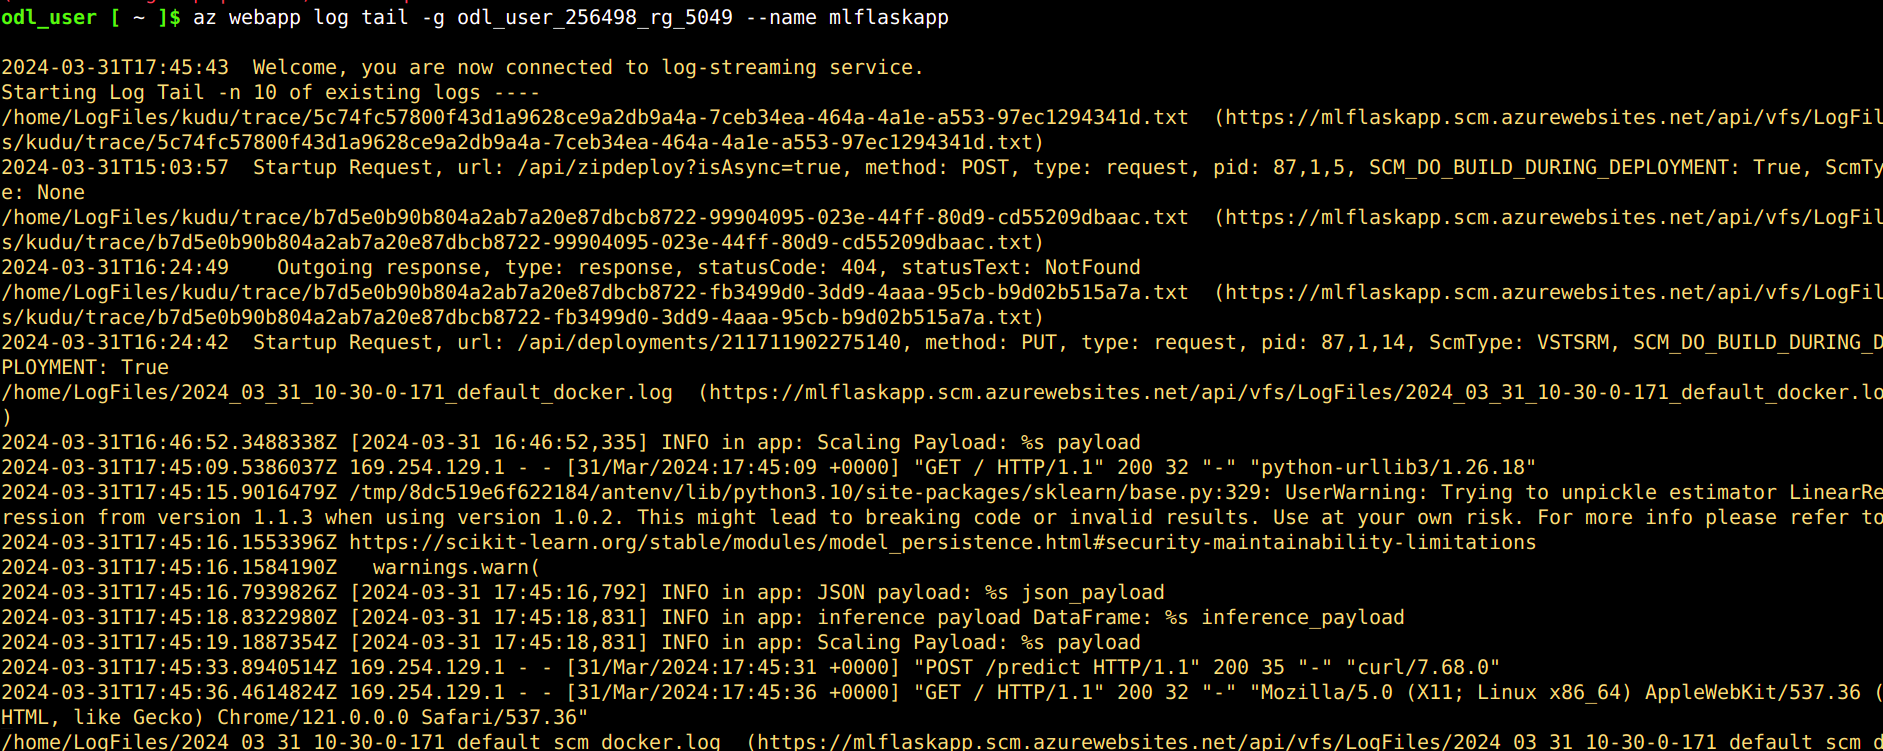 odl_user [ ~ ]$ az webapp log tail -g odl_user_256498_rg_5049 --name mlflaskapp
2024-03-31T17:45:43  Welcome, you are now connected to log-streaming service.
Starting Log Tail -n 10 of existing logs ----
/home/LogFiles/kudu/trace/5c74fc57800f43d1a9628ce9a2db9a4a-7ceb34ea-464a-4a1e-a553-97ec1294341d.txt  (https://mlflaskapp.scm.azurewebsites.net/api/vfs/LogFil
s/kudu/trace/5c74fc57800f43d1a9628ce9a2db9a4a-7ceb34ea-464a-4a1e-a553-97ec1294341d.txt)
2024-03-31T15:03:57  Startup Request, url: /api/zipdeploy?isAsync=true, method: POST, type: request, pid: 87,1,5, SCM_DO_BUILD_DURING_DEPLOYMENT: True, ScmTy
e: None
/home/LogFiles/kudu/trace/b7d5e0b90b804a2ab7a20e87dbcb8722-99904095-023e-44ff-80d9-cd55209dbaac.txt  (https://mlflaskapp.scm.azurewebsites.net/api/vfs/LogFil
s/kudu/trace/b7d5e0b90b804a2ab7a20e87dbcb8722-99904095-023e-44ff-80d9-cd55209dbaac.txt)
2024-03-31T16:24:49    Outgoing response, type: response, statusCode: 404, statusText: NotFound
/home/LogFiles/kudu/trace/b7d5e0b90b804a2ab7a20e87dbcb8722-fb3499d0-3dd9-4aaa-95cb-b9d02b515a7a.txt  (https://mlflaskapp.scm.azurewebsites.net/api/vfs/LogFil
s/kudu/trace/b7d5e0b90b804a2ab7a20e87dbcb8722-fb3499d0-3dd9-4aaa-95cb-b9d02b515a7a.txt)
2024-03-31T16:24:42  Startup Request, url: /api/deployments/211711902275140, method: PUT, type: request, pid: 87,1,14, ScmType: VSTSRM, SCM_DO_BUILD_DURING_D
PLOYMENT: True
/home/LogFiles/2024_03_31_10-30-0-171_default_docker.log  (https://mlflaskapp.scm.azurewebsites.net/api/vfs/LogFiles/2024_03_31_10-30-0-171_default_docker.lo
)
2024-03-31T16:46:52.3488338Z [2024-03-31 16:46:52,335] INFO in app: Scaling Payload: %s payload
2024-03-31T17:45:09.5386037Z 169.254.129.1 - - [31/Mar/2024:17:45:09 +0000] "GET / HTTP/1.1" 200 32 "-" "python-urllib3/1.26.18"
2024-03-31T17:45:15.9016479Z /tmp/8dc519e6f622184/antenv/lib/python3.10/site-packages/sklearn/base.py:329: UserWarning: Trying to unpickle estimator LinearRe
ression from version 1.1.3 when using version 1.0.2. This might lead to breaking code or invalid results. Use at your own risk. For more info please refer to
2024-03-31T17:45:16.1553396Z https://scikit-learn.org/stable/modules/model_persistence.html#security-maintainability-limitations
2024-03-31T17:45:16.1584190Z   warnings.warn(
2024-03-31T17:45:16.7939826Z [2024-03-31 17:45:16,792] INFO in app: JSON payload: %s json_payload
2024-03-31T17:45:18.8322980Z [2024-03-31 17:45:18,831] INFO in app: inference payload DataFrame: %s inference_payload
2024-03-31T17:45:19.1887354Z [2024-03-31 17:45:18,831] INFO in app: Scaling Payload: %s payload
2024-03-31T17:45:33.8940514Z 169.254.129.1 - - [31/Mar/2024:17:45:31 +0000] "POST /predict HTTP/1.1" 200 35 "-" "curl/7.68.0"
2024-03-31T17:45:36.4614824Z 169.254.129.1 - - [31/Mar/2024:17:45:36 +0000] "GET / HTTP/1.1" 200 32 "-" "Mozilla/5.0 (X11; Linux x86_64) AppleWebKit/537.36 (
HTML, like Gecko) Chrome/121.0.0.0 Safari/537.36"
/home/LogFiles/2024_03_31_10-30-0-171_default_scm_docker.log  (https://mlflaskapp.scm.azurewebsites.net/api/vfs/LogFiles/2024_03_31_10-30-0-171_default_scm_d